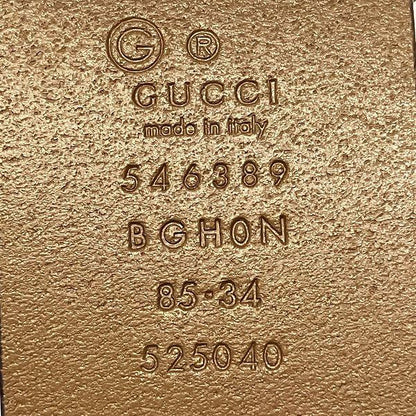 G ®
GUCCI
made in italy
546389
BGH0N
85·34
525040